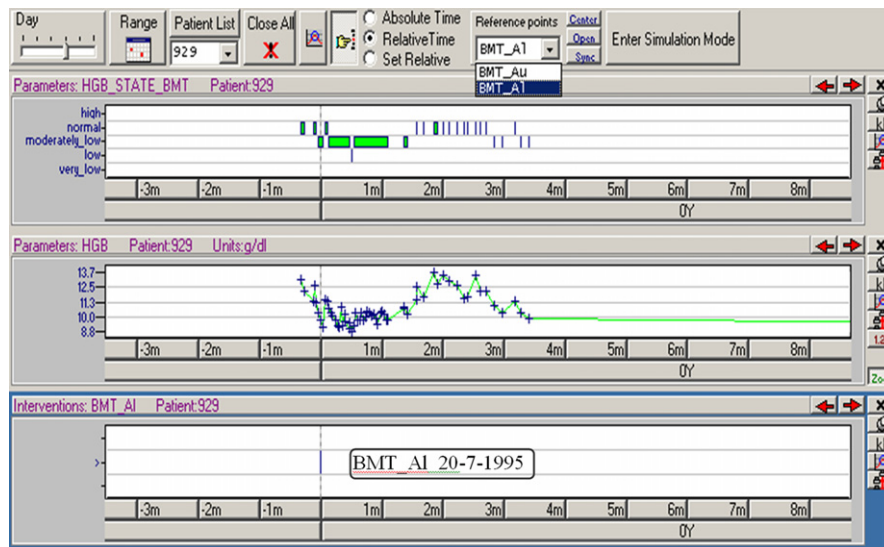 Day
Range
Patient List
Close All
Absolute Time
RelativeTime
Set Relative
Reference points
Center
Open
Sync
Enter Simulation Mode
929
BMT_Al
BMT_Au
BMT_Al
Parameters: HGB_STATE_BMT Patient:929
high
normal
moderately_low
low
very_low
-3m -2m -1m 1m 2m 3m 4m 5m 6m 7m 8m
0Y
Parameters: HGB Patient:929 Units:g/dl
13.7
12.5
11.3
10.0
8.8
-3m -2m -1m 1m 2m 3m 4m 5m 6m 7m 8m
0Y
1.2
Zo
Interventions: BMT_Al Patient:929
BMT_Al 20-7-1995
-3m -2m -1m 1m 2m 3m 4m 5m 6m 7m 8m
0Y